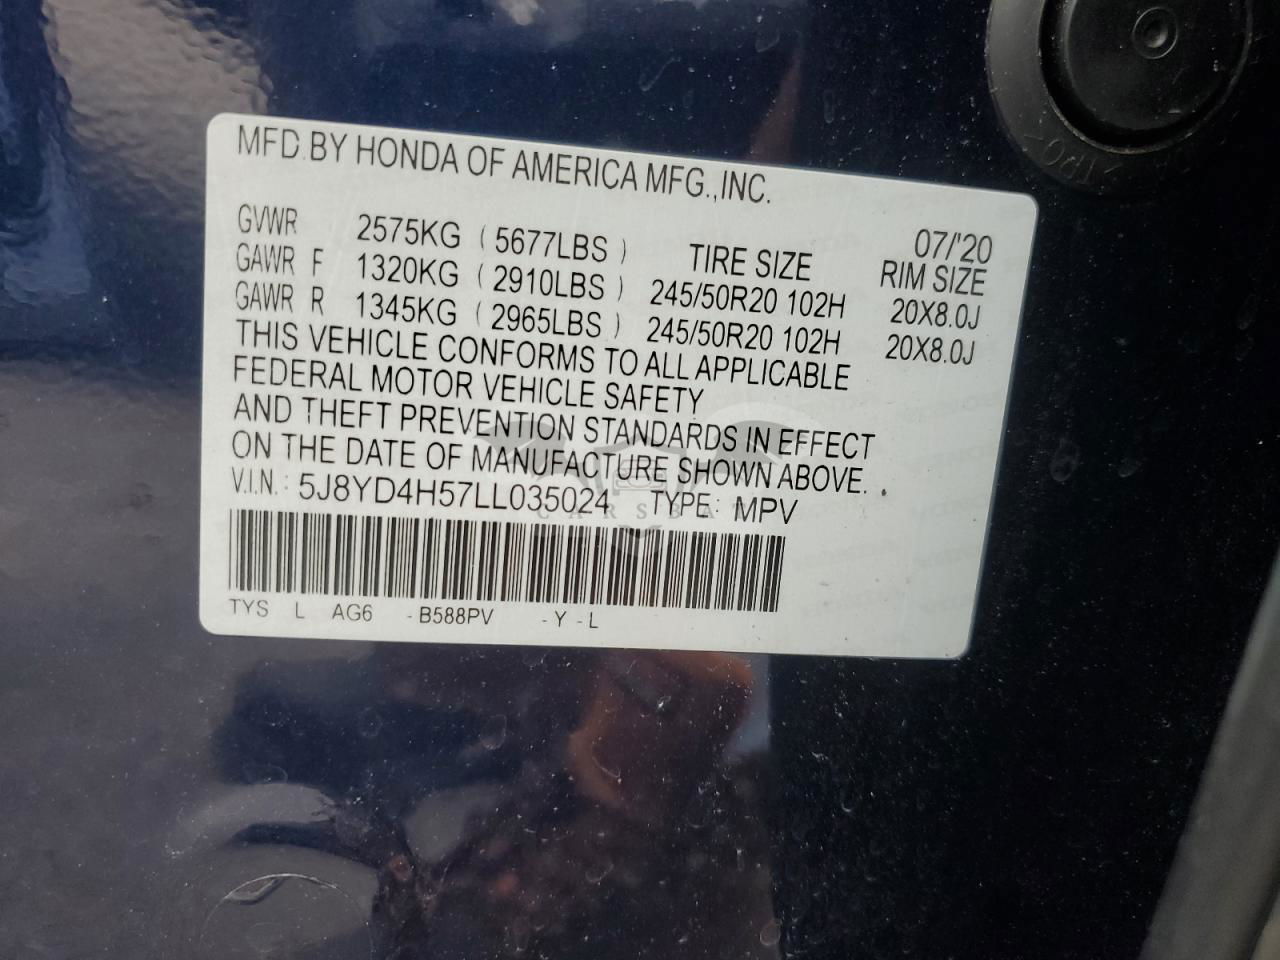 MFD.BY HONDA OF AMERICA MFG.,INC.
07/'20
GVWR 2575KG ( 5677LBS ) TIRE SIZE RIM SIZE
GAWR F 1320KG ( 2910LBS ) 245/50R20 102H 20X8.0J
GAWR R 1345KG ( 2965LBS ) 245/50R20 102H 20X8.0J
THIS VEHICLE CONFORMS TO ALL APPLICABLE
FEDERAL MOTOR VEHICLE SAFETY
AND THEFT PREVENTION STANDARDS IN EFFECT
ON THE DATE OF MANUFACTURE SHOWN ABOVE.
V.I.N.: 5J8YD4H57LL035024 TYPE: MPV
TYS L AG6 -B588PV -Y -L